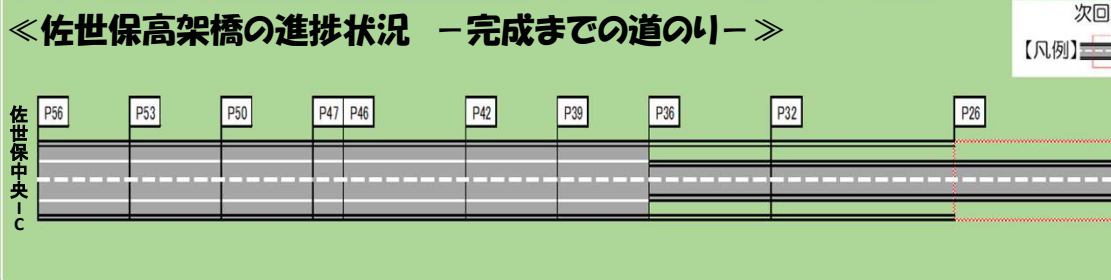 ≪佐世保高架橋の進捗状況　－完成までの道のり－≫
次回
【凡例】
佐世保中央IC
P56
P53
P50
P47
P46
P42
P39
P36
P32
P26